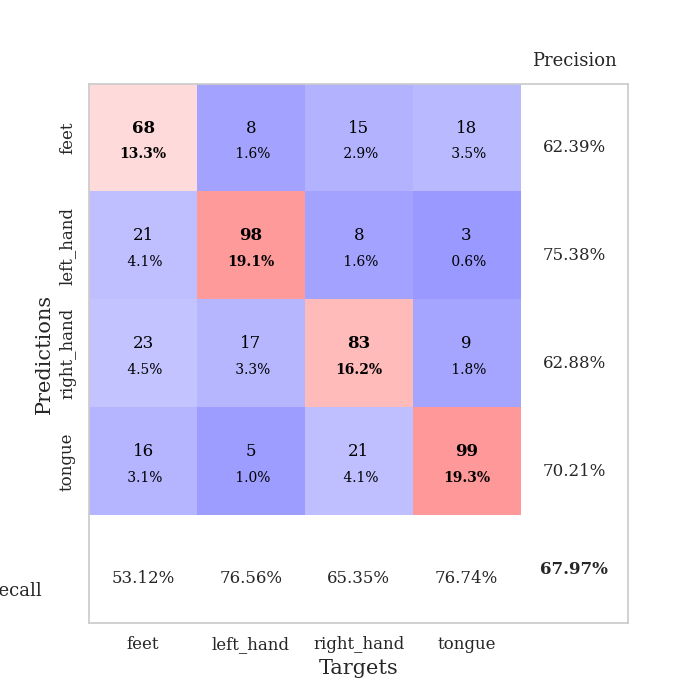 Precision
feet
68 8 15 18
13.3% 1.6% 2.9% 3.5%
62.39%
left_hand
21 98 8 3
4.1% 19.1% 1.6% 0.6%
75.38%
Predictions
right_hand
23 17 83 9
4.5% 3.3% 16.2% 1.8%
62.88%
tongue
16 5 21 99
3.1% 1.0% 4.1% 19.3%
70.21%
ecall
53.12% 76.56% 65.35% 76.74% 67.97%
feet left_hand right_hand tongue
Targets